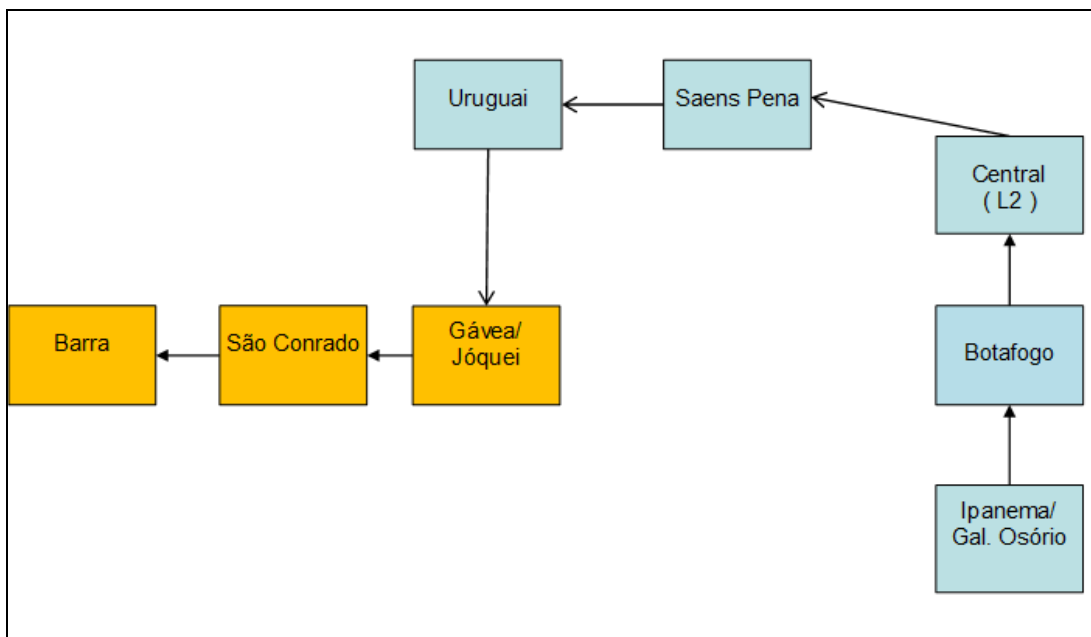 Uruguai
Saens Pena
Central
( L2 )
Barra
São Conrado
Gávea/
Jóquei
Botafogo
Ipanema/
Gal. Osório